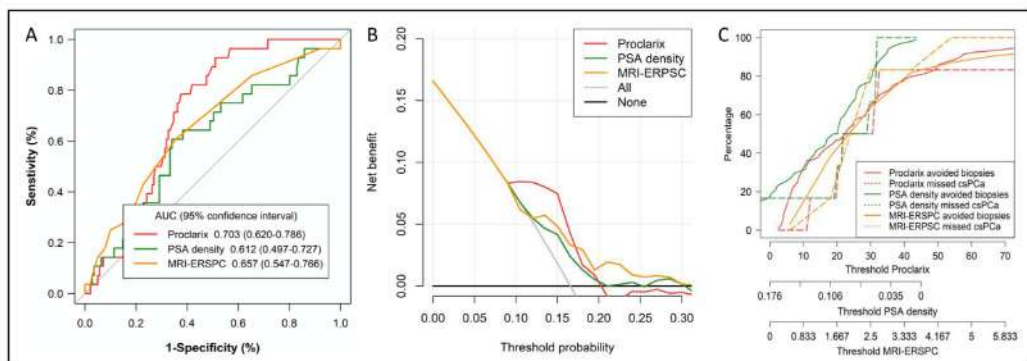 A
Senstivity (%)
1.0
0.8
0.6
0.4
0.2
0.0
AUC (95% confidence interval)
Proclarix 0.703 (0.620-0.786)
PSA density 0.612 (0.497-0.727)
MRI-ERSPC 0.657 (0.547-0.766)
0.0 0.2 0.4 0.6 0.8 1.0
1-Specificity (%)
B
Net benefit
0.20
0.15
0.10
0.05
0.00
Proclarix
PSA density
MRI-ERPSC
All
None
0.00 0.05 0.10 0.15 0.20 0.25 0.30
Threshold probability
C
Percentage
100
80
60
40
20
0
Proclarix avoided biopsies
Proclarix missed csPCa
PSA density avoided biopsies
PSA density missed csPCa
MRI-ERSPC avoided biopsies
MRI-ERPSC missed csPCa
0 10 20 30 40 50 60 70
Threshold Proclarix
0.176 0.106 0.035 0
Threshold PSA density
0 0.833 1.667 2.5 3.333 4.167 5 5.833
Threshold MRI-ERSPC